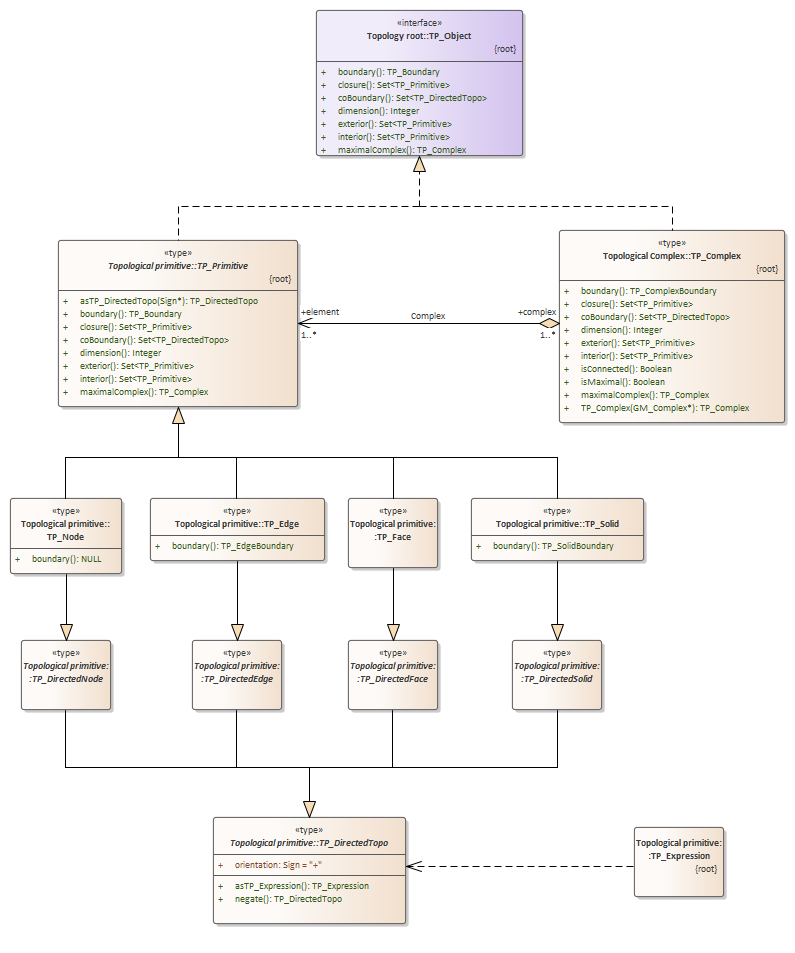 «interface»
Topology root::TP_Object
{root}
+ boundary(): TP_Boundary
+ closure(): Set<TP_Primitive>
+ coBoundary(): Set<TP_DirectedTopo>
+ dimension(): Integer
+ exterior(): Set<TP_Primitive>
+ interior(): Set<TP_Primitive>
+ maximalComplex(): TP_Complex
«type»
Topological primitive::TP_Primitive
{root}
+ asTP_DirectedTopo(Sign*): TP_DirectedTopo
+ boundary(): TP_Boundary
+ closure(): Set<TP_Primitive>
+ coBoundary(): Set<TP_DirectedTopo>
+ dimension(): Integer
+ exterior(): Set<TP_Primitive>
+ interior(): Set<TP_Primitive>
+ maximalComplex(): TP_Complex
+element
1..*
Complex
+complex
1..*
«type»
Topological Complex::TP_Complex
{root}
+ boundary(): TP_ComplexBoundary
+ closure(): Set<TP_Primitive>
+ coBoundary(): Set<TP_DirectedTopo>
+ dimension(): Integer
+ exterior(): Set<TP_Primitive>
+ interior(): Set<TP_Primitive>
+ isConnected(): Boolean
+ isMaximal(): Boolean
+ maximalComplex(): TP_Complex
+ TP_Complex(GM_Complex*): TP_Complex
«type»
Topological primitive::
TP_Node
+ boundary(): NULL
«type»
Topological primitive::TP_Edge
+ boundary(): TP_EdgeBoundary
«type»
Topological primitive:
:TP_Face
«type»
Topological primitive::TP_Solid
+ boundary(): TP_SolidBoundary
«type»
Topological primitive:
:TP_DirectedNode
«type»
Topological primitive:
:TP_DirectedEdge
«type»
Topological primitive:
:TP_DirectedFace
«type»
Topological primitive:
:TP_DirectedSolid
«type»
Topological primitive::TP_DirectedTopo
+ orientation: Sign = "+"
+ asTP_Expression(): TP_Expression
+ negate(): TP_DirectedTopo
Topological primitive:
:TP_Expression
{root}